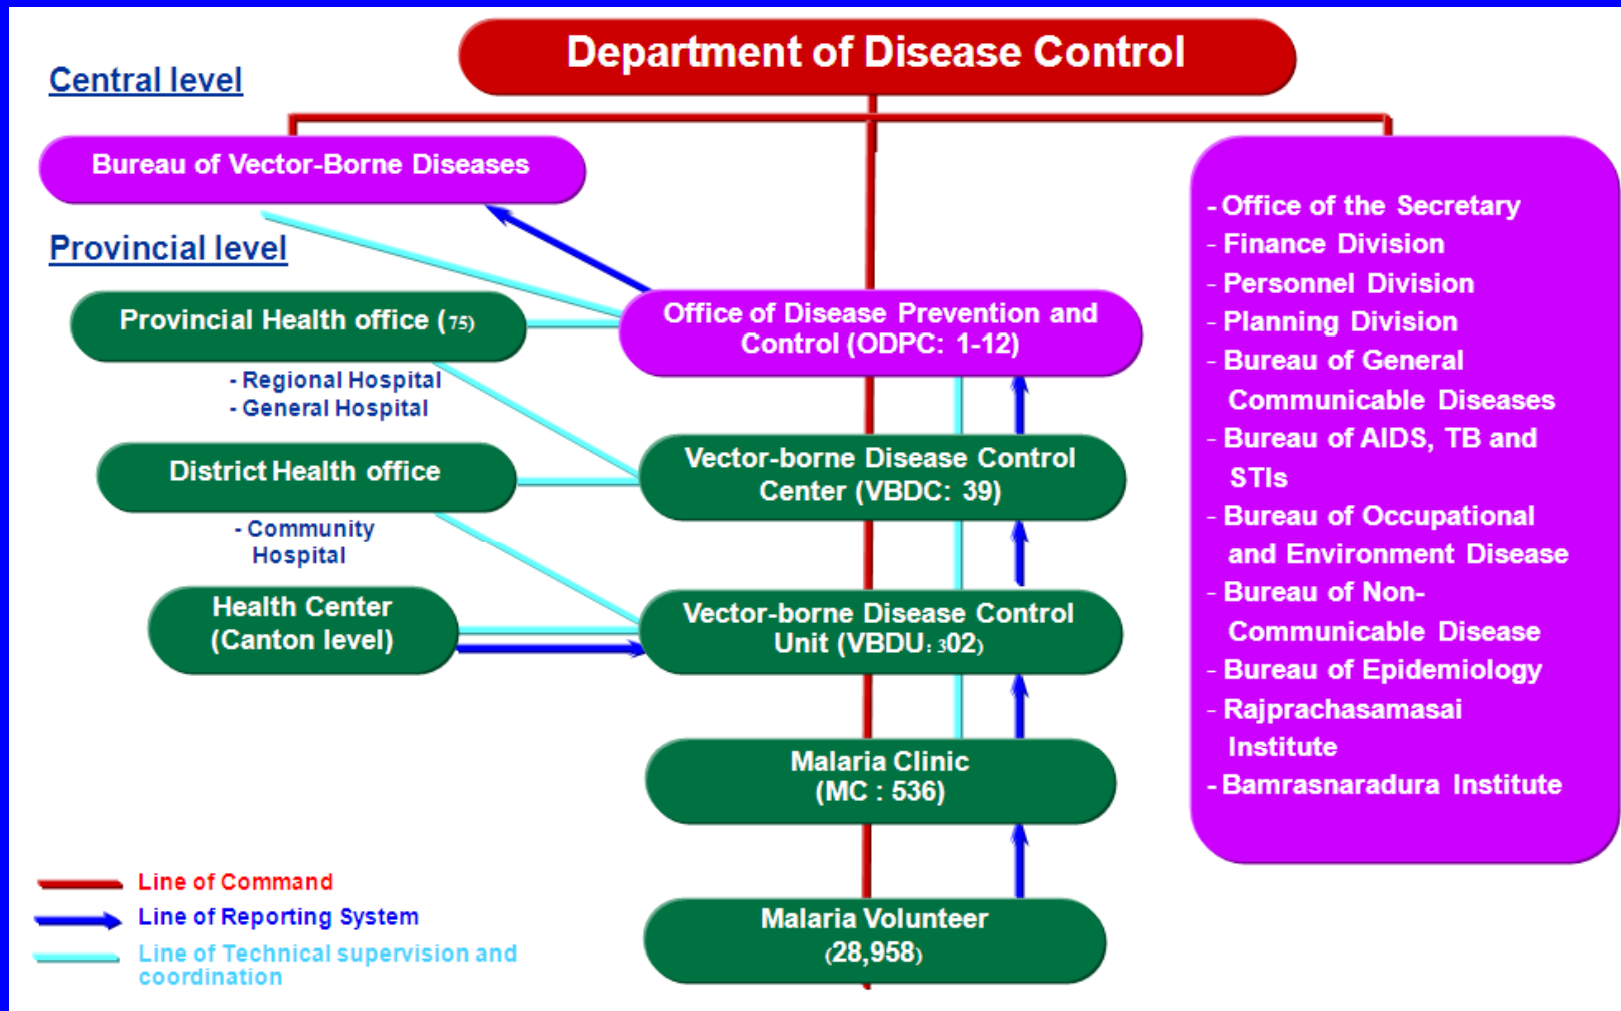 Department of Disease Control
Central level
Bureau of Vector-Borne Diseases
Provincial level
Provincial Health office (75)
- Regional Hospital
- General Hospital
District Health office
- Community
Hospital
Health Center
(Canton level)
Office of Disease Prevention and
Control (ODPC: 1-12)
Vector-borne Disease Control
Center (VBDC: 39)
Vector-borne Disease Control
Unit (VBDU: 302)
Malaria Clinic
(MC : 536)
Malaria Volunteer
(28,958)
- Office of the Secretary
- Finance Division
- Personnel Division
- Planning Division
- Bureau of General
Communicable Diseases
- Bureau of AIDS, TB and
STIs
- Bureau of Occupational
and Environment Disease
- Bureau of Non-
Communicable Disease
- Bureau of Epidemiology
- Rajprachasamasai
Institute
- Bamrasnaradura Institute
Line of Command
Line of Reporting System
Line of Technical supervision and
coordination